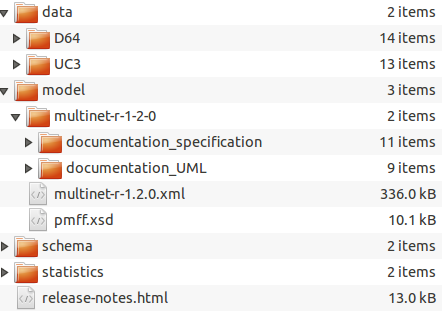 data 2 items
D64 14 items
UC3 13 items
model 3 items
multinet-r-1-2-0 2 items
documentation_specification 11 items
documentation_UML 9 items
multinet-r-1.2.0.xml 336.0 kB
pmff.xsd 10.1 kB
schema 2 items
statistics 2 items
release-notes.html 13.0 kB